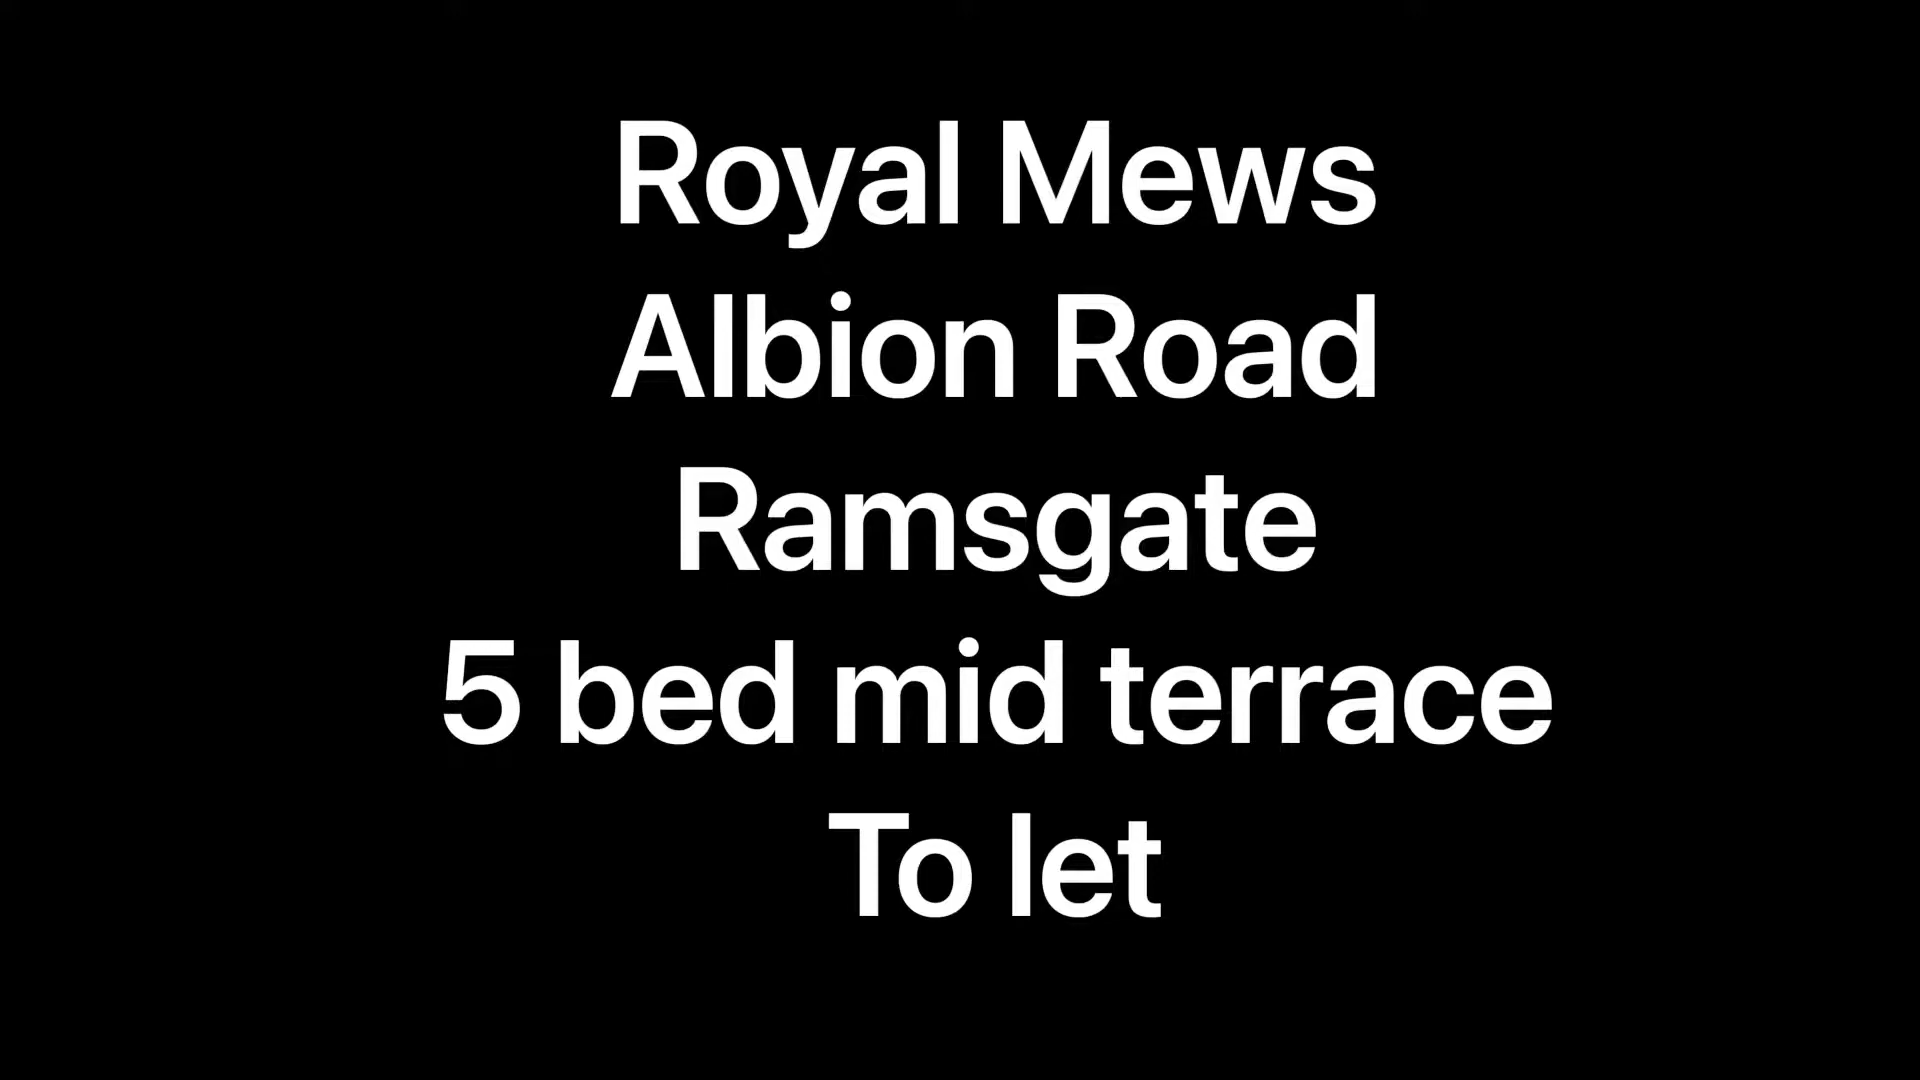 Royal Mews
Albion Road
Ramsgate
5 bed mid terrace
To let